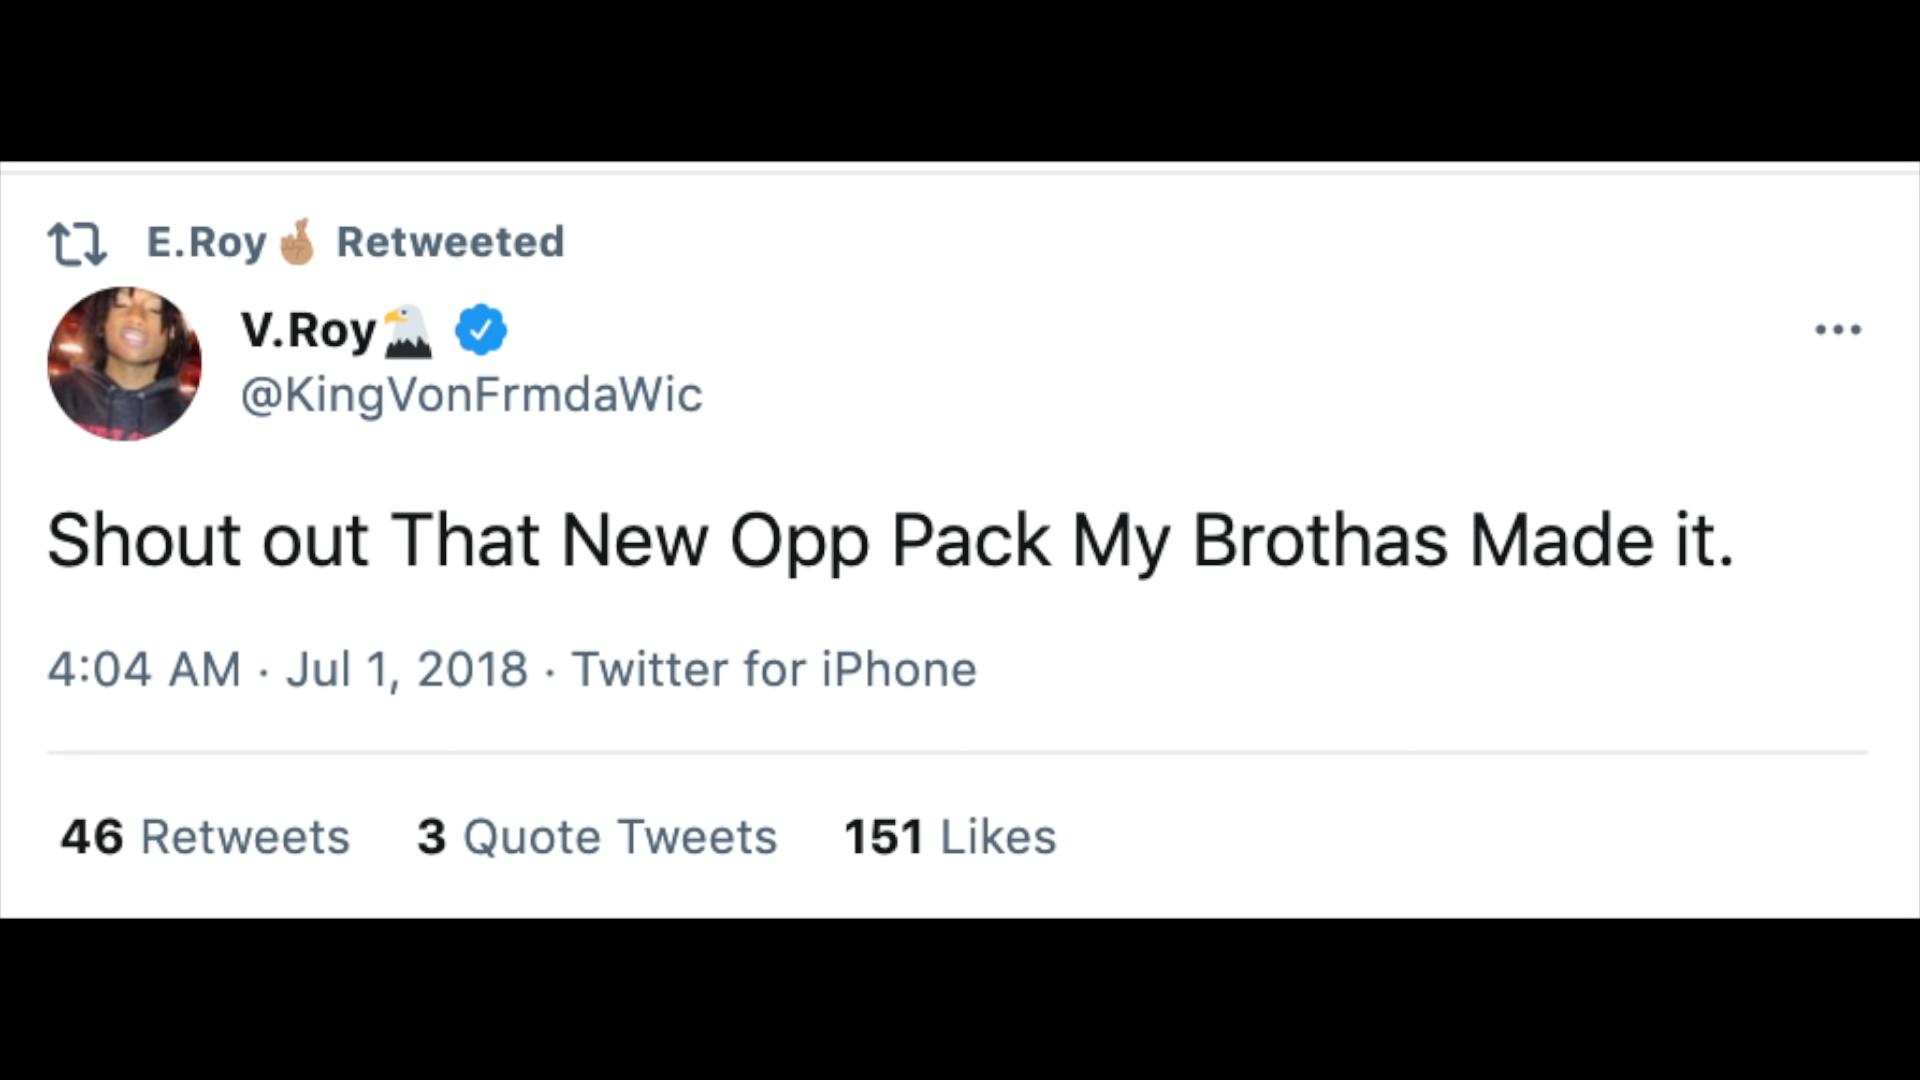 E.Roy🤞🏽 Retweeted
V.Roy🦅
@KingVonFrmdaWic
Shout out That New Opp Pack My Brothas Made it.
4:04 AM · Jul 1, 2018 · Twitter for iPhone
46 Retweets 3 Quote Tweets 151 Likes